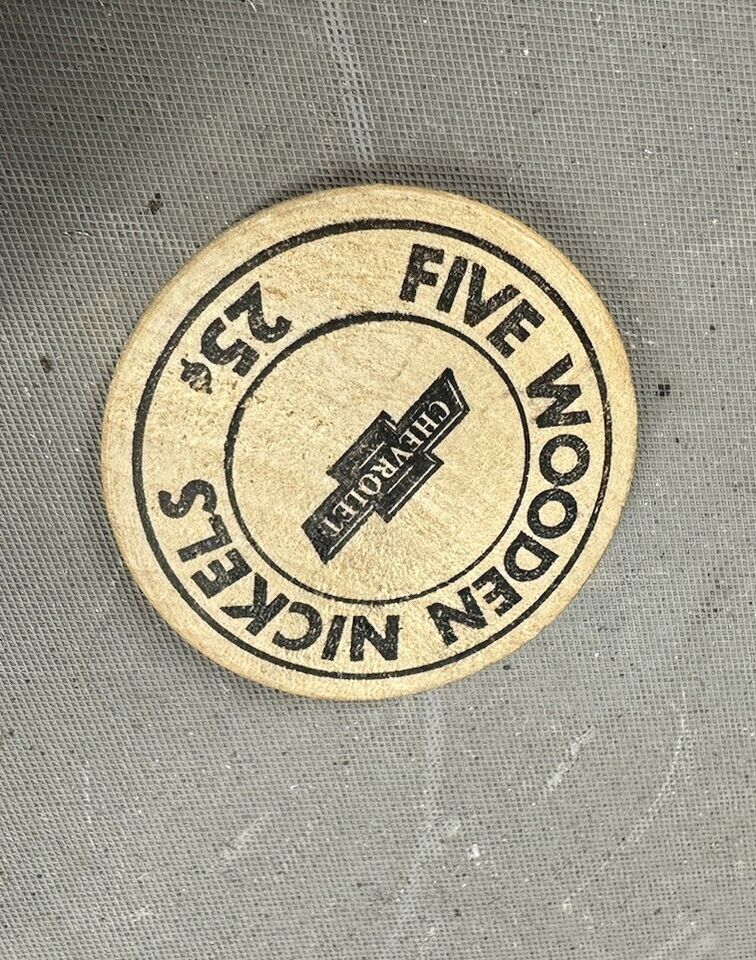 FIVE WOODEN NICKELS
25¢
CHEVROLET